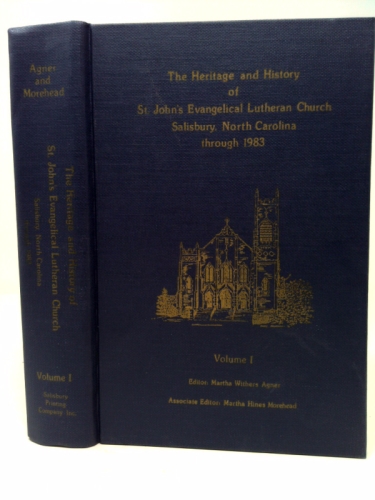 Agner
and
Morehead
The Heritage and History of
St. John's Evangelical Lutheran Church
Salisbury, North Carolina
Volume I
Salisbury
Printing
Company Inc.
The Heritage and History
of
St. John's Evangelical Lutheran Church
Salisbury, North Carolina
through 1983
Volume I
Editor: Martha Withers Agner
Associate Editor: Martha Hines Morehead